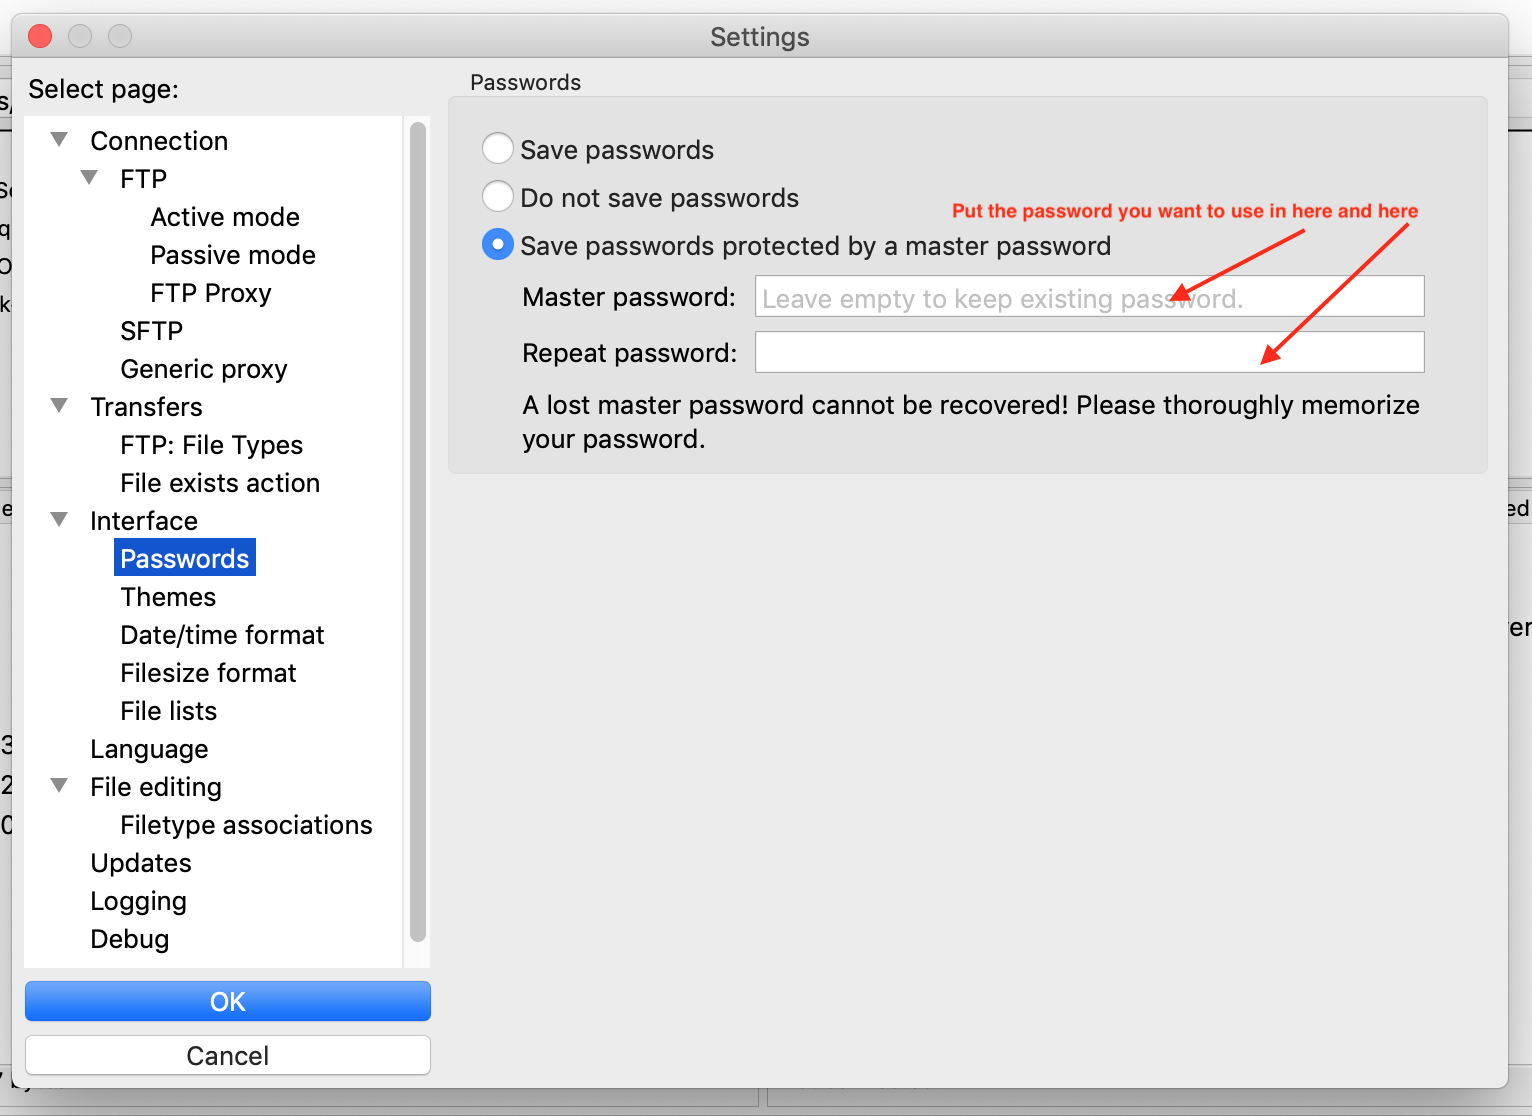 Settings
Select page:
Connection
FTP
Active mode
Passive mode
FTP Proxy
SFTP
Generic proxy
Transfers
FTP: File Types
File exists action
Interface
Passwords
Themes
Date/time format
Filesize format
File lists
Language
File editing
Filetype associations
Updates
Logging
Debug
OK
Cancel
Passwords
Save passwords
Do not save passwords
Put the password you want to use in here and here
Save passwords protected by a master password
Master password: Leave empty to keep existing password.
Repeat password:
A lost master password cannot be recovered! Please thoroughly memorize
your password.